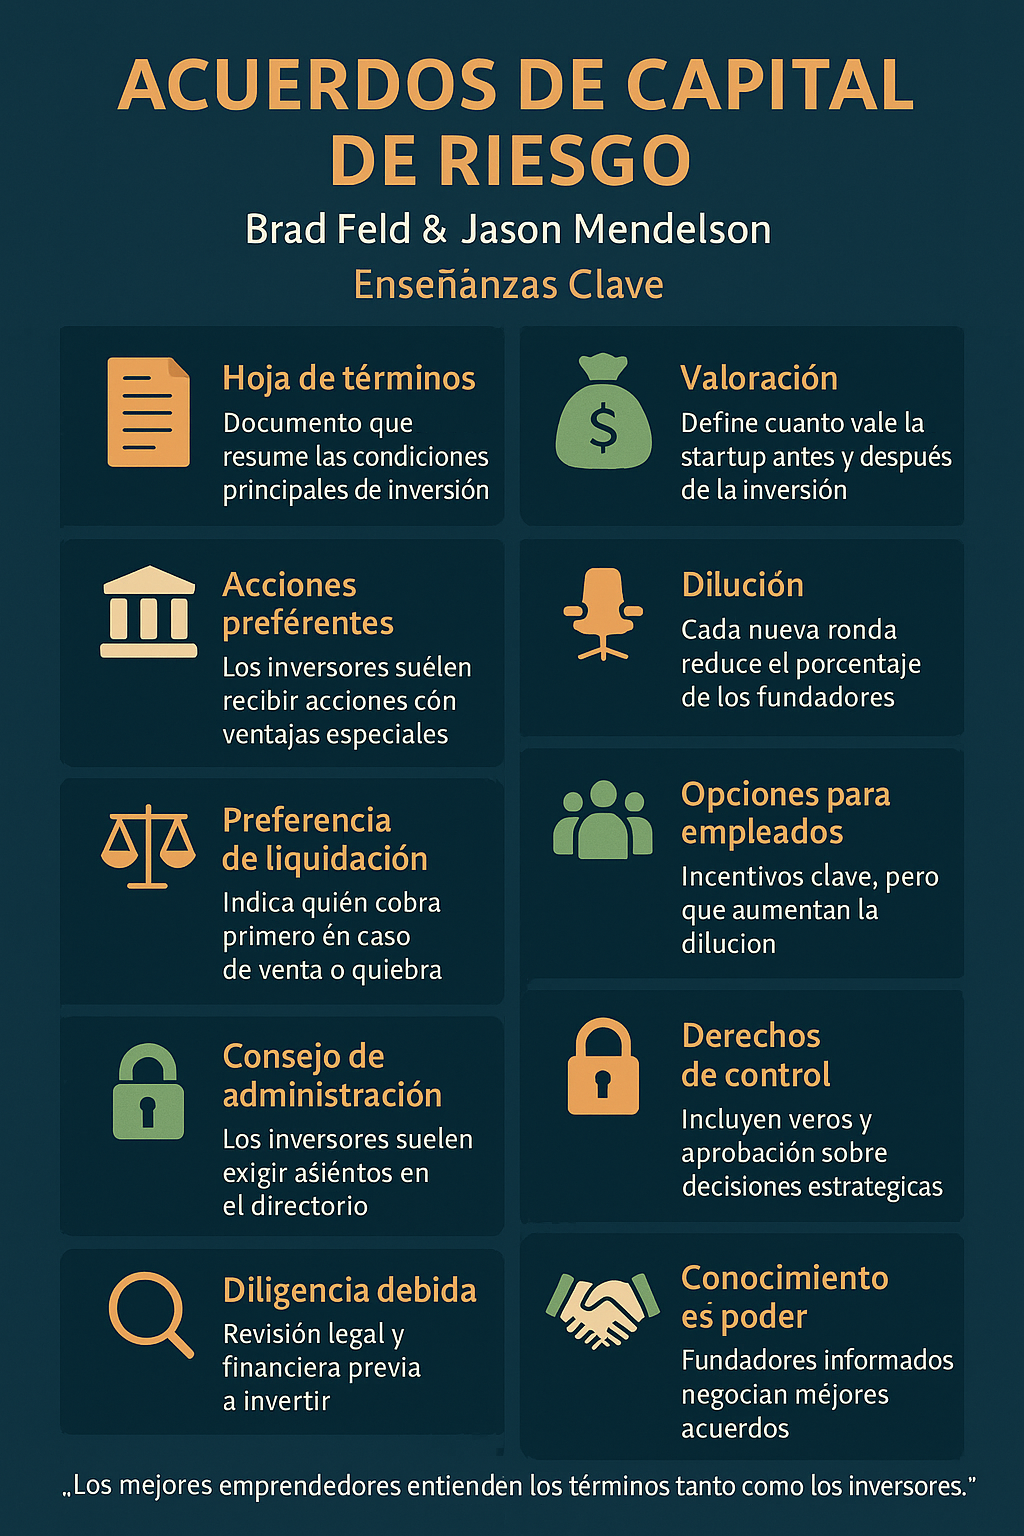 ACUERDOS DE CAPITAL
DE RIESGO
Brad Feld & Jason Mendelson
Enseñánzas Clave
Hoja de términos
Documento que
resume las condiciones
principales de inversión
Valoración
Define cuanto vale la
startup antes y después
de la inversión
Acciones
preférentes
Los inversores suélen
recibir acciones cón
ventajas especiales
Dilución
Cada nueva ronda
reduce el porcentaje
de los fundadores
Preferencia
de liquidación
Indica quién cobra
primero én caso
de venta o quiebra
Opciones para
empleados
Incentivos clave, pero
que aumentan la
dilucion
Consejo de
administración
Los inversores suelen
exigir aśiéntos en
el directorio
Derechos
de control
Incluyen veros y
aprobación sobre
decisiones estrategicas
Diligencia debida
Revisión legal y
financiera previa
a invertir
Conocimiento
eś poder
Fundadores informados
negocian méjores
acuerdos
„Los mejores emprendedores entienden los términos tanto como los inversores.”